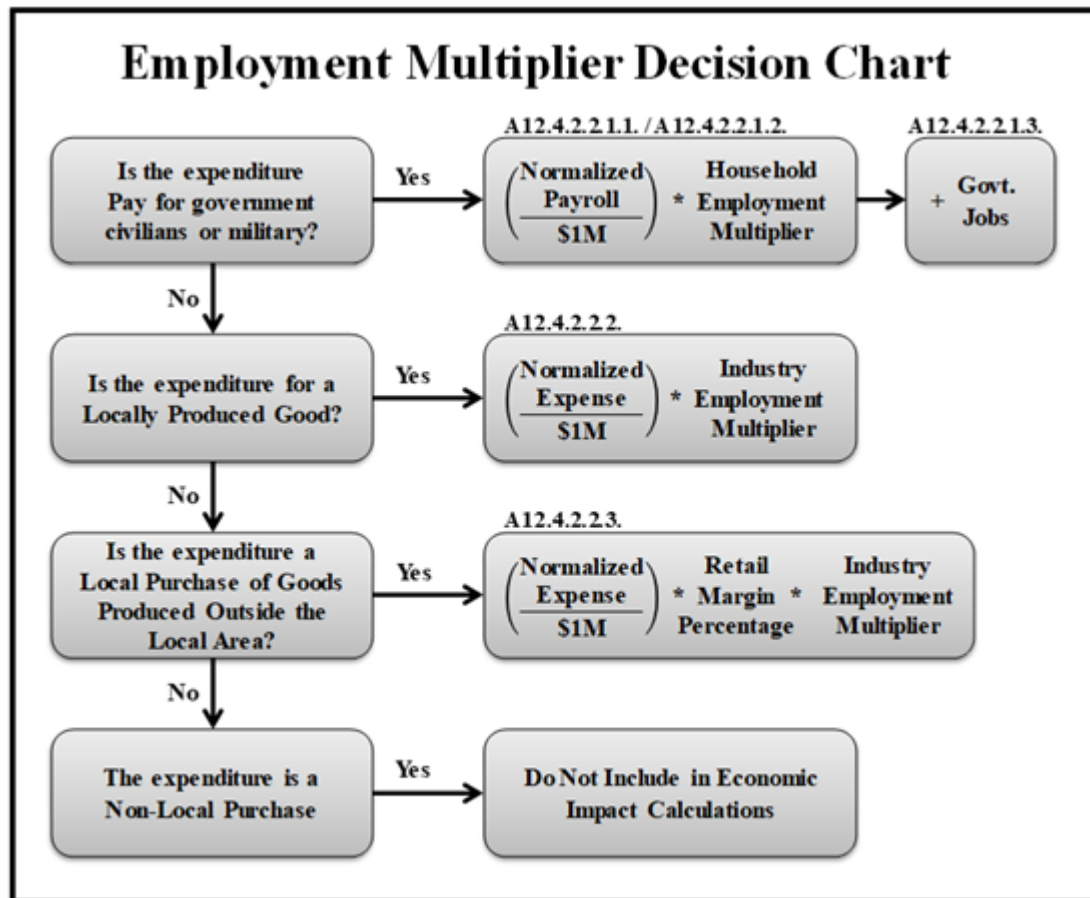 Employment Multiplier Decision Chart
Is the expenditure
Pay for government
civilians or military?
Yes
A12.4.2.2.1.1. / A12.4.2.2.1.2.
(Normalized
Payroll
$1M)
*
Household
Employment
Multiplier
A12.4.2.2.1.3.
+
Govt.
Jobs
No
Is the expenditure for a
Locally Produced Good?
Yes
A12.4.2.2.2.
(Normalized
Expense
$1M)
*
Industry
Employment
Multiplier
No
Is the expenditure a
Local Purchase of Goods
Produced Outside the
Local Area?
Yes
A12.4.2.2.3.
(Normalized
Expense
$1M)
*
Retail
Margin
Percentage
*
Industry
Employment
Multiplier
No
The expenditure is a
Non-Local Purchase
Yes
Do Not Include in Economic
Impact Calculations